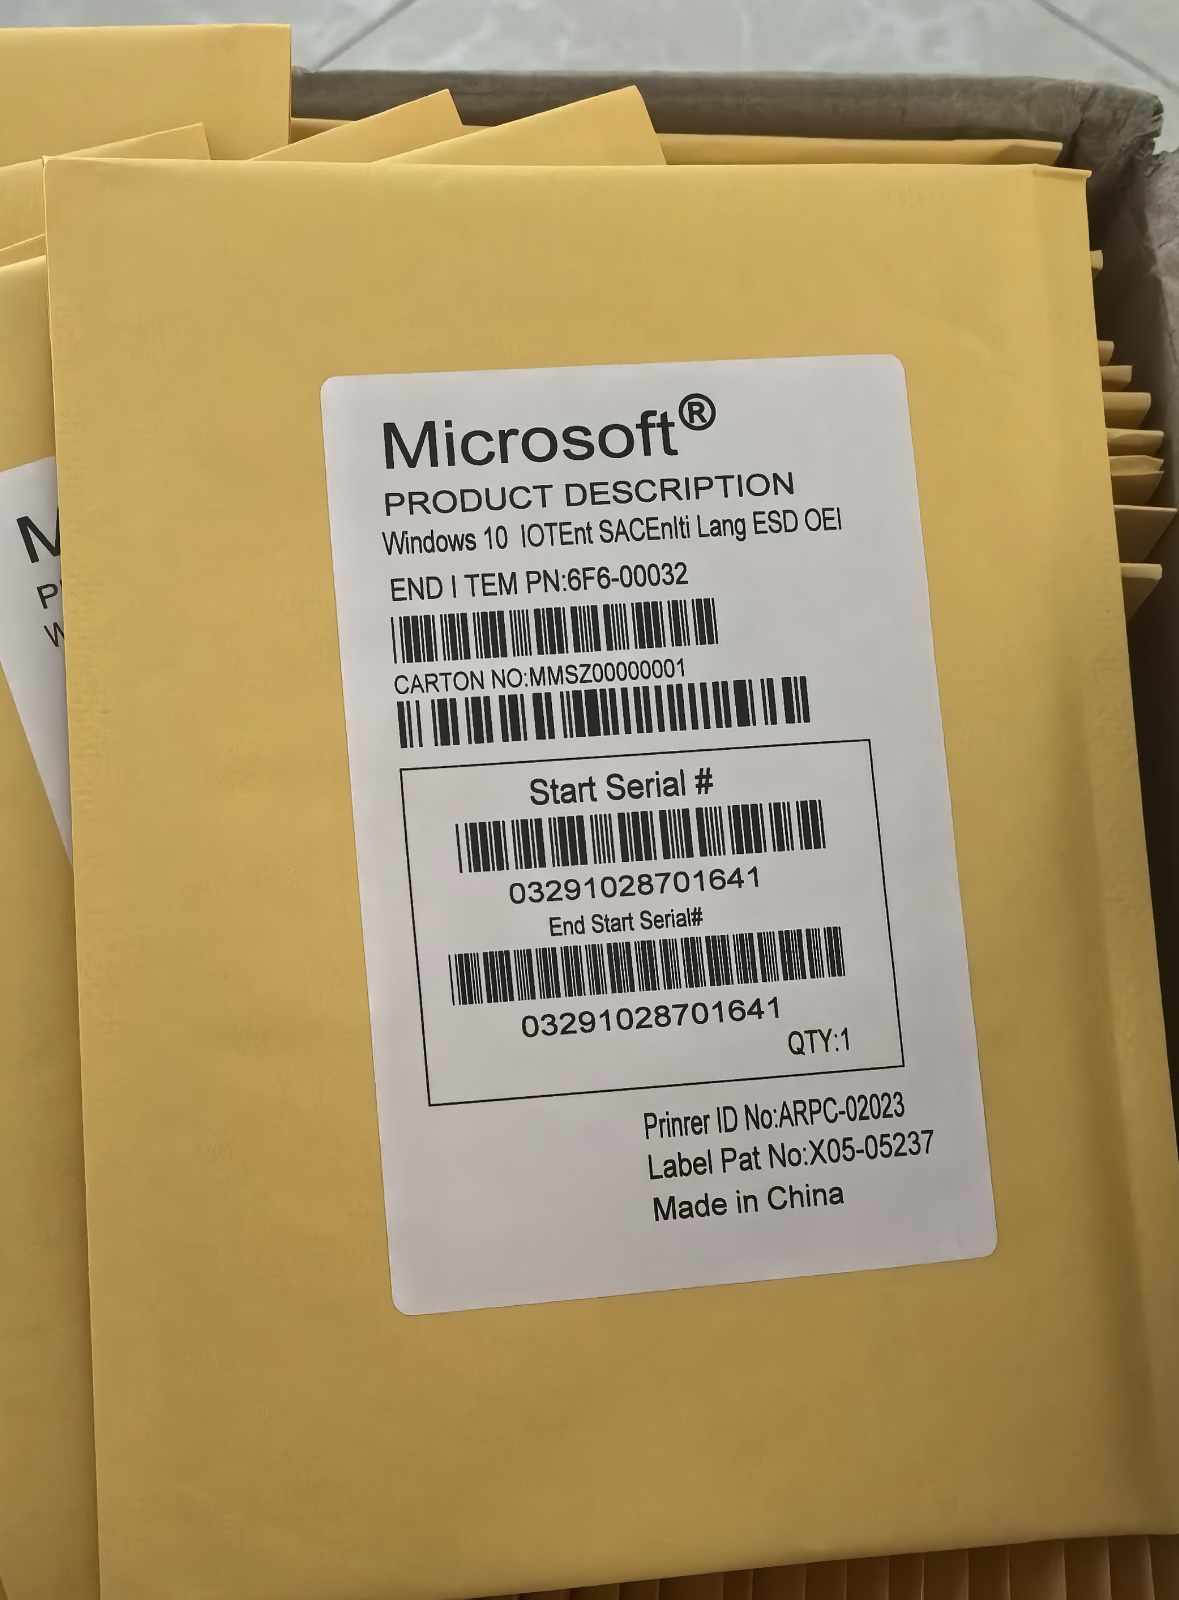 Microsoft®
PRODUCT DESCRIPTION
Windows 10 IOTEnt SACEnlti Lang ESD OEI
END I TEM PN:6F6-00032
CARTON NO:MMSZ00000001
Start Serial #
03291028701641
End Start Serial#
03291028701641
QTY:1
Prinrer ID No:ARPC-02023
Label Pat No:X05-05237
Made in China